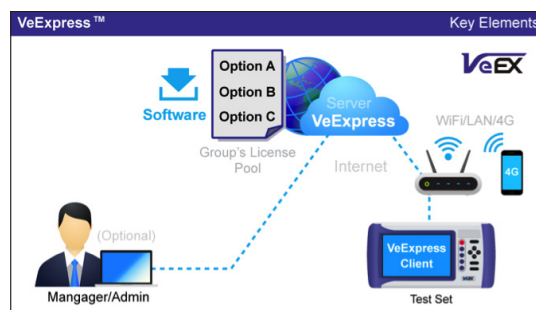 VeExpress™
Key Elements
VeEX
Option A
Option B
Option C
Software
Server
VeExpress
Group's License
Pool
Internet
WiFi/LAN/4G
4G
(Optional)
VeExpress
Client
VeEX
Mangager/Admin
Test Set